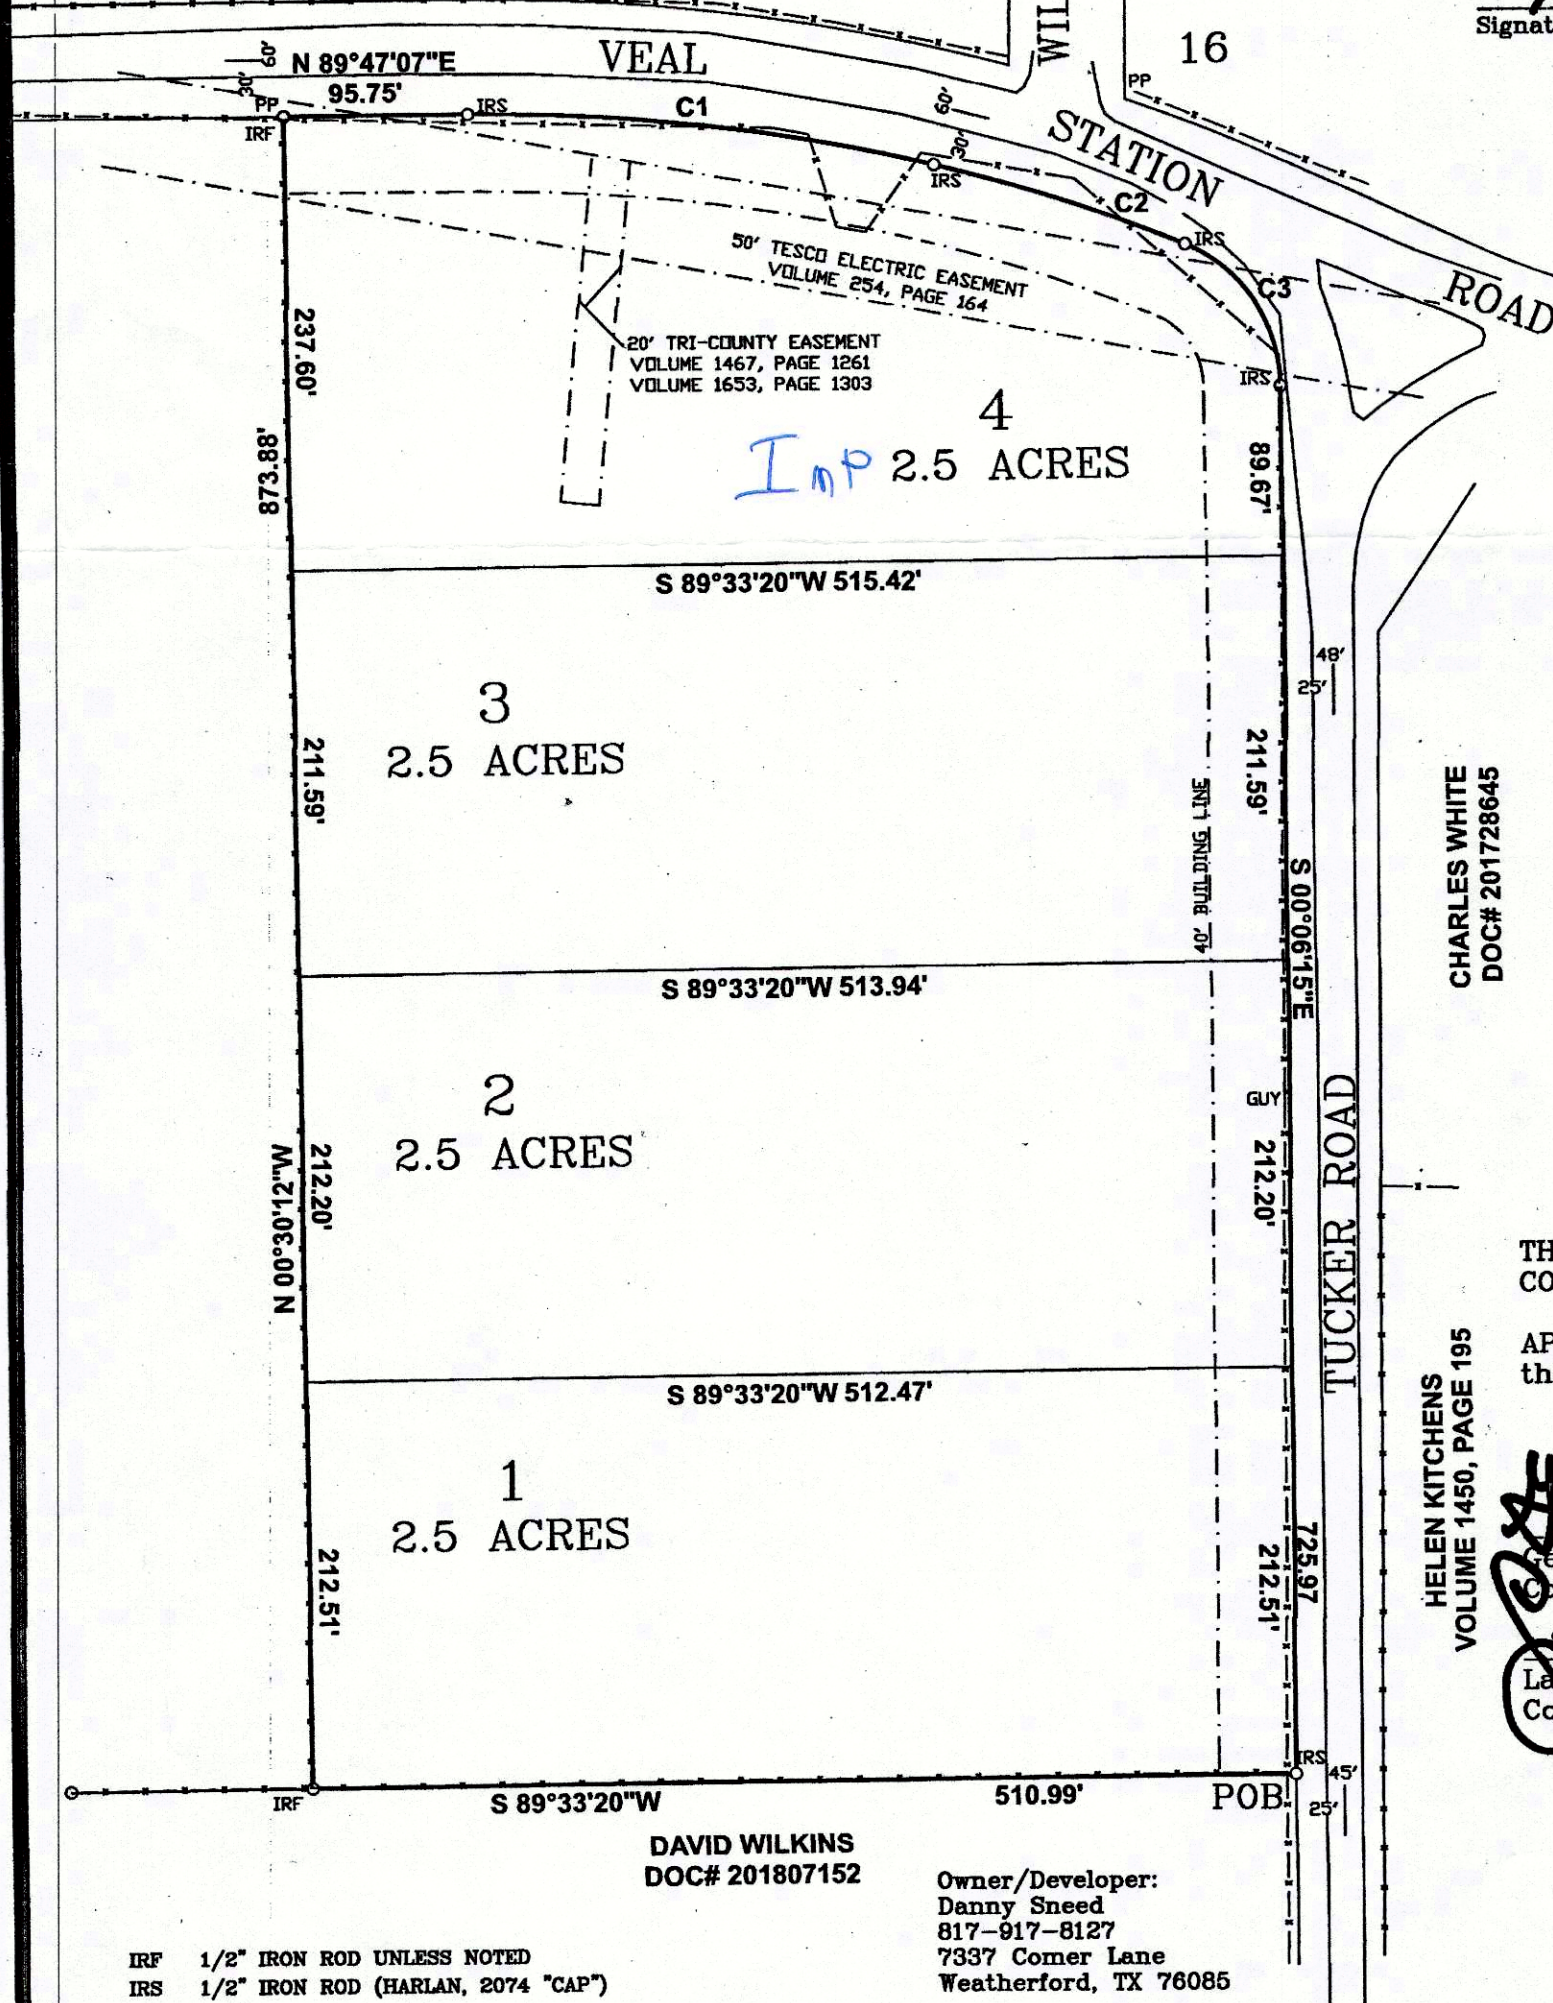 Signat
WIL
16
60'
N 89°47'07"E
VEAL
95.75'
30'
PP
IRS
C1
60'
PP
IRF
30'
STATION
IRS
C2
IRS
50' TESCO ELECTRIC EASEMENT
VOLUME 254, PAGE 164
C3
ROAD
237.60'
20' TRI-COUNTY EASEMENT
VOLUME 1467, PAGE 1261
VOLUME 1653, PAGE 1303
IRS
4
Imp 2.5 ACRES
873.88'
89.67'
S 89°33'20"W 515.42'
48'
25'
3
2.5 ACRES
211.59'
211.59'
40' BUILDING LINE
CHARLES WHITE
DOC# 201728645
S 00°06'15"E
S 89°33'20"W 513.94'
2
2.5 ACRES
GUY
TUCKER ROAD
N 00°30'12"W
212.20'
212.20'
TH
CO
AP
th
S 89°33'20"W 512.47'
HELEN KITCHENS
VOLUME 1450, PAGE 195
1
2.5 ACRES
212.51'
725.97
212.51'
Ge
Co
La
Co
IRS
45'
IRF
S 89°33'20"W
510.99'
POB
25'
DAVID WILKINS
DOC# 201807152
Owner/Developer:
Danny Sneed
817-917-8127
7337 Comer Lane
Weatherford, TX 76085
IRF 1/2" IRON ROD UNLESS NOTED
IRS 1/2" IRON ROD (HARLAN, 2074 "CAP")